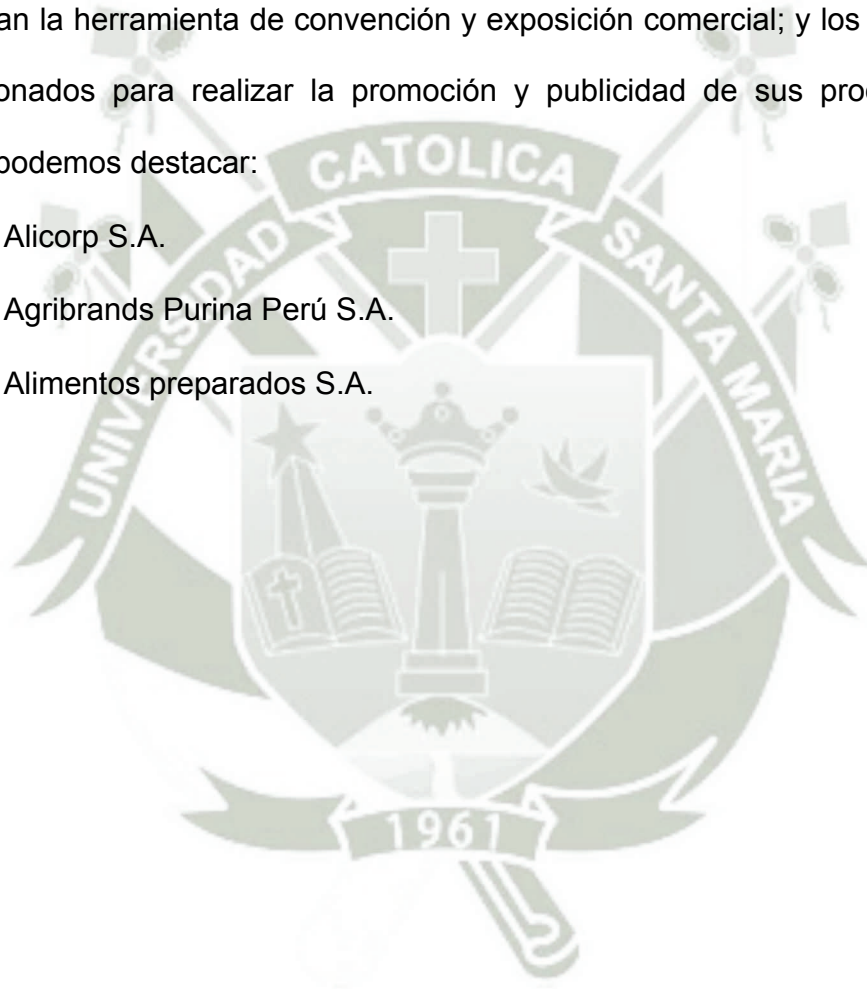 an la herramienta de convención y exposición comercial; y los
onados para realizar la promoción y publicidad de sus pro
podemos destacar:
Alicorp S.A.
Agribrands Purina Perú S.A.
Alimentos preparados S.A.
UNIVERSIDAD CATOLICA SANTA MARIA
1961